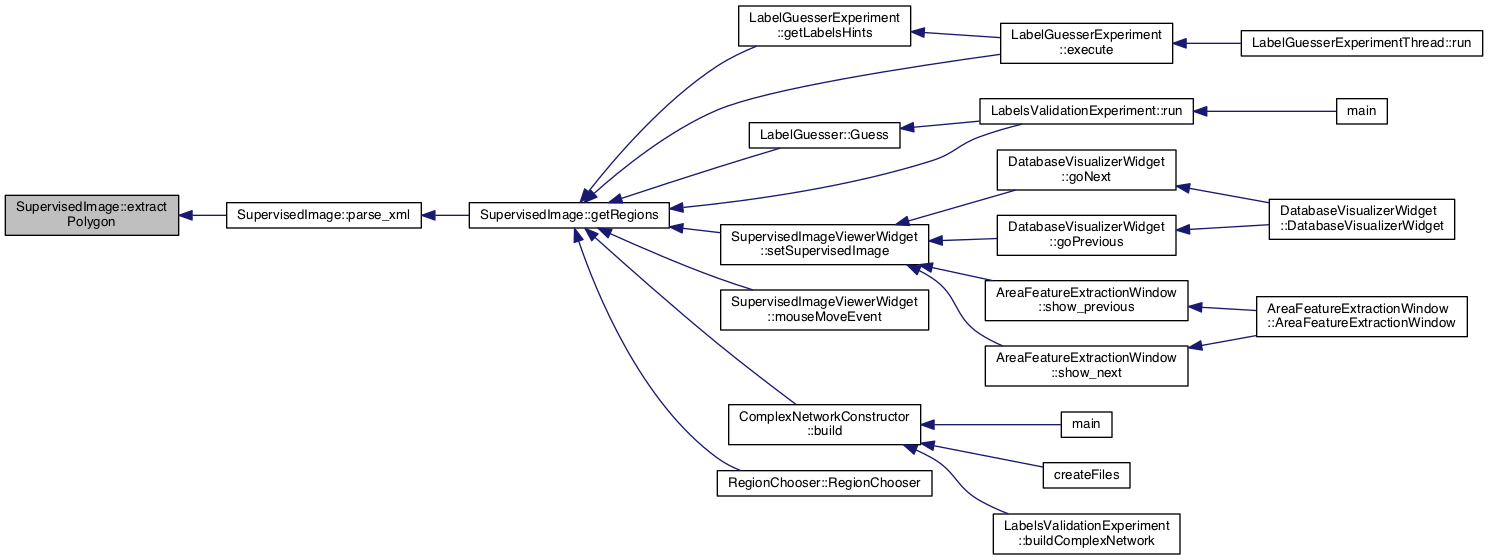 SupervisedImage::extract
Polygon
SupervisedImage::parse_xml
SupervisedImage::getRegions
LabelGuesserExperiment
::getLabelsHints
LabelGuesserExperiment
::execute
LabelGuesserExperimentThread::run
LabelGuesser::Guess
LabelsValidationExperiment::run
main
SupervisedImageViewerWidget
::setSupervisedImage
DatabaseVisualizerWidget
::goNext
DatabaseVisualizerWidget
::goPrevious
DatabaseVisualizerWidget
::DatabaseVisualizerWidget
AreaFeatureExtractionWindow
::show_previous
AreaFeatureExtractionWindow
::show_next
AreaFeatureExtractionWindow
::AreaFeatureExtractionWindow
SupervisedImageViewerWidget
::mouseMoveEvent
ComplexNetworkConstructor
::build
main
createFiles
LabelsValidationExperiment
::buildComplexNetwork
RegionChooser::RegionChooser